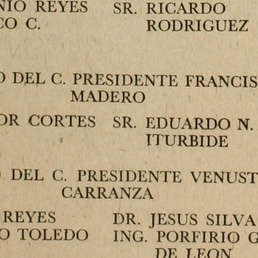 NIO REYES SR. RICARDO
CO C. RODRIGUEZ
O DEL C. PRESIDENTE FRANCIS
MADERO
OR CORTES SR. EDUARDO N.
ITURBIDE
DEL C. PRESIDENTE VENUST
CARRANZA
REYES DR. JESUS SILVA
O TOLEDO ING. PORFIRIO G
DE LEON